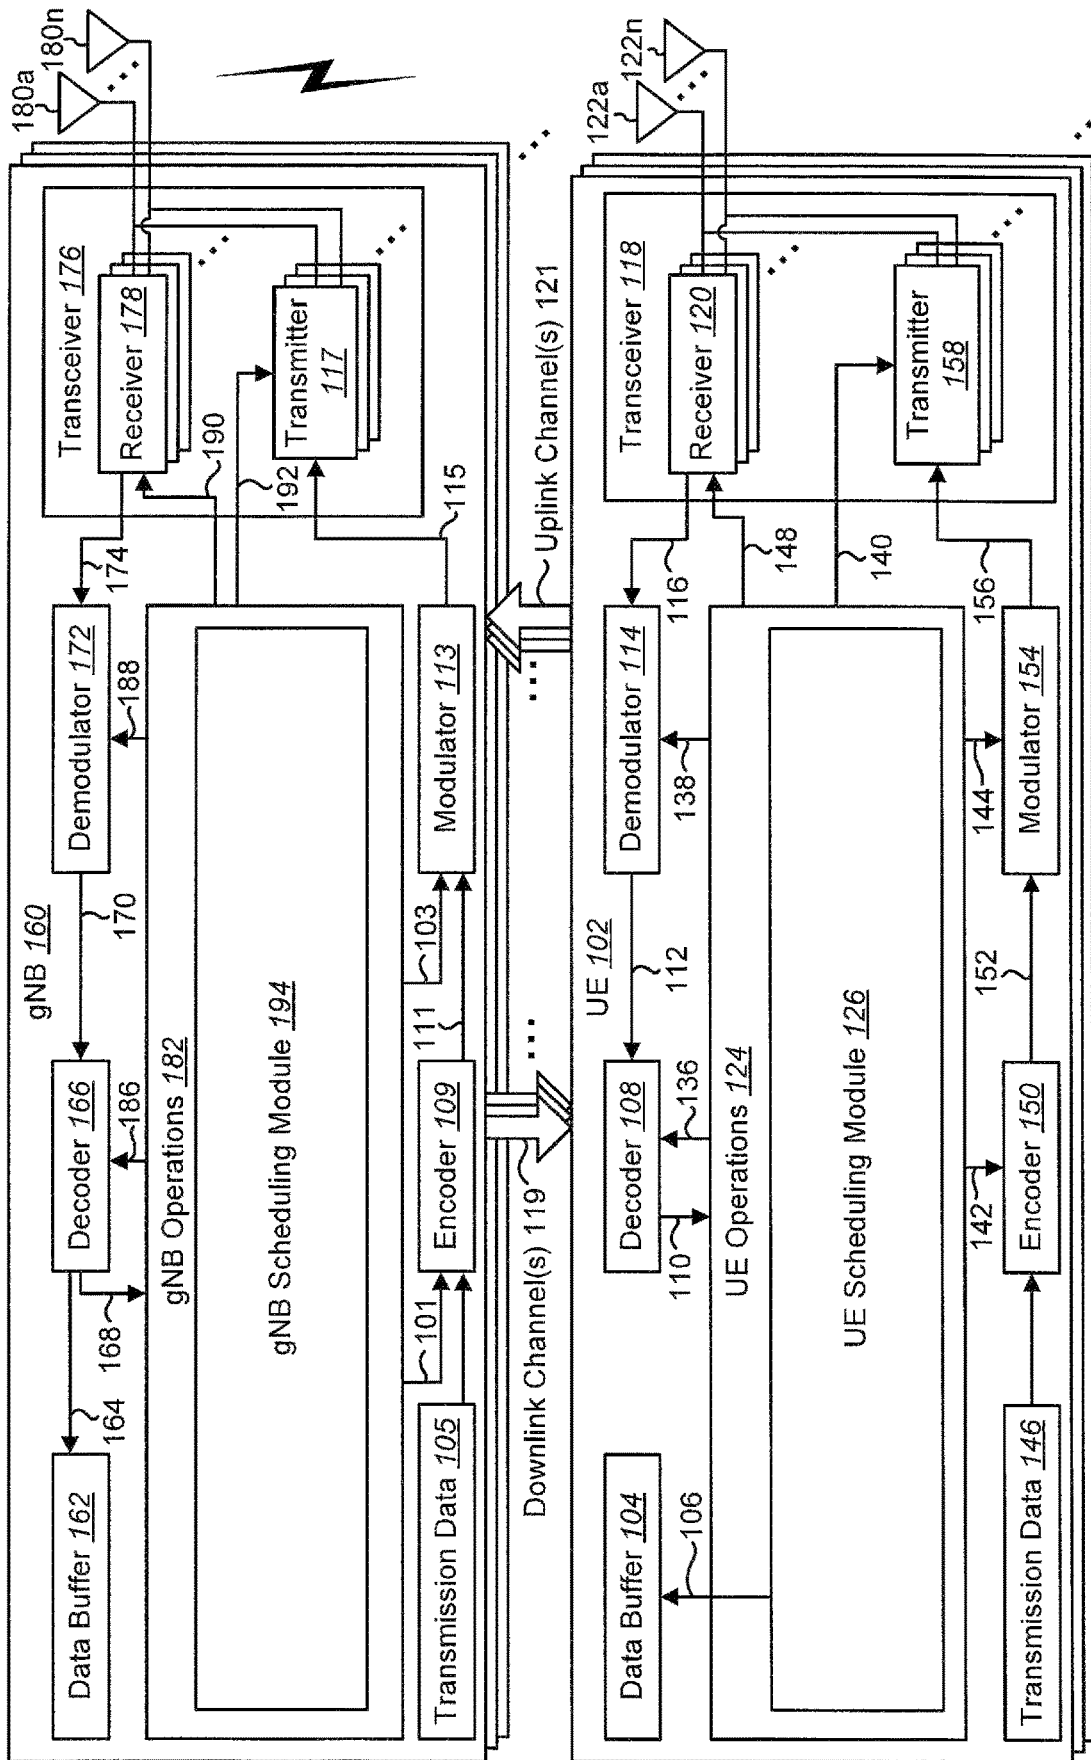 gNB 160
Data Buffer 162
164
Decoder 166
168
186
170
Demodulator 172
188
174
Transceiver 176
Receiver 178
190
192
Transmitter 117
180a
180n
gNB Operations 182
gNB Scheduling Module 194
Transmission Data 105
101
Encoder 109
111
103
Modulator 113
115
Downlink Channel(s) 119
Uplink Channel(s) 121
UE 102
Data Buffer 104
106
Decoder 108
110
136
112
Demodulator 114
138
116
Transceiver 118
Receiver 120
148
140
Transmitter
158
122a
122n
UE Operations 124
UE Scheduling Module 126
Transmission Data 146
142
Encoder 150
152
144
Modulator 154
156